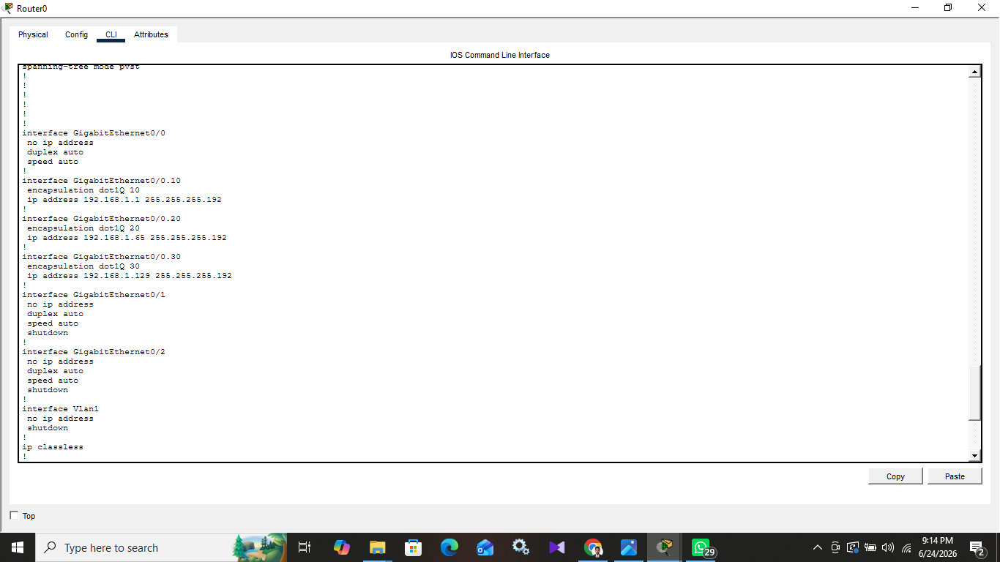 Router0
Physical Config CLI Attributes
IOS Command Line Interface
spanning-tree mode pvst
!
!
!
!
!
!
interface GigabitEthernet0/0
no ip address
duplex auto
speed auto
!
interface GigabitEthernet0/0.10
encapsulation dot1Q 10
ip address 192.168.1.1 255.255.255.192
!
interface GigabitEthernet0/0.20
encapsulation dot1Q 20
ip address 192.168.1.65 255.255.255.192
!
interface GigabitEthernet0/0.30
encapsulation dot1Q 30
ip address 192.168.1.129 255.255.255.192
!
interface GigabitEthernet0/1
no ip address
duplex auto
speed auto
shutdown
!
interface GigabitEthernet0/2
no ip address
duplex auto
speed auto
shutdown
!
interface Vlan1
no ip address
shutdown
!
ip classless
!
Copy Paste
Top
Type here to search
29
9:14 PM
6/24/2026
2